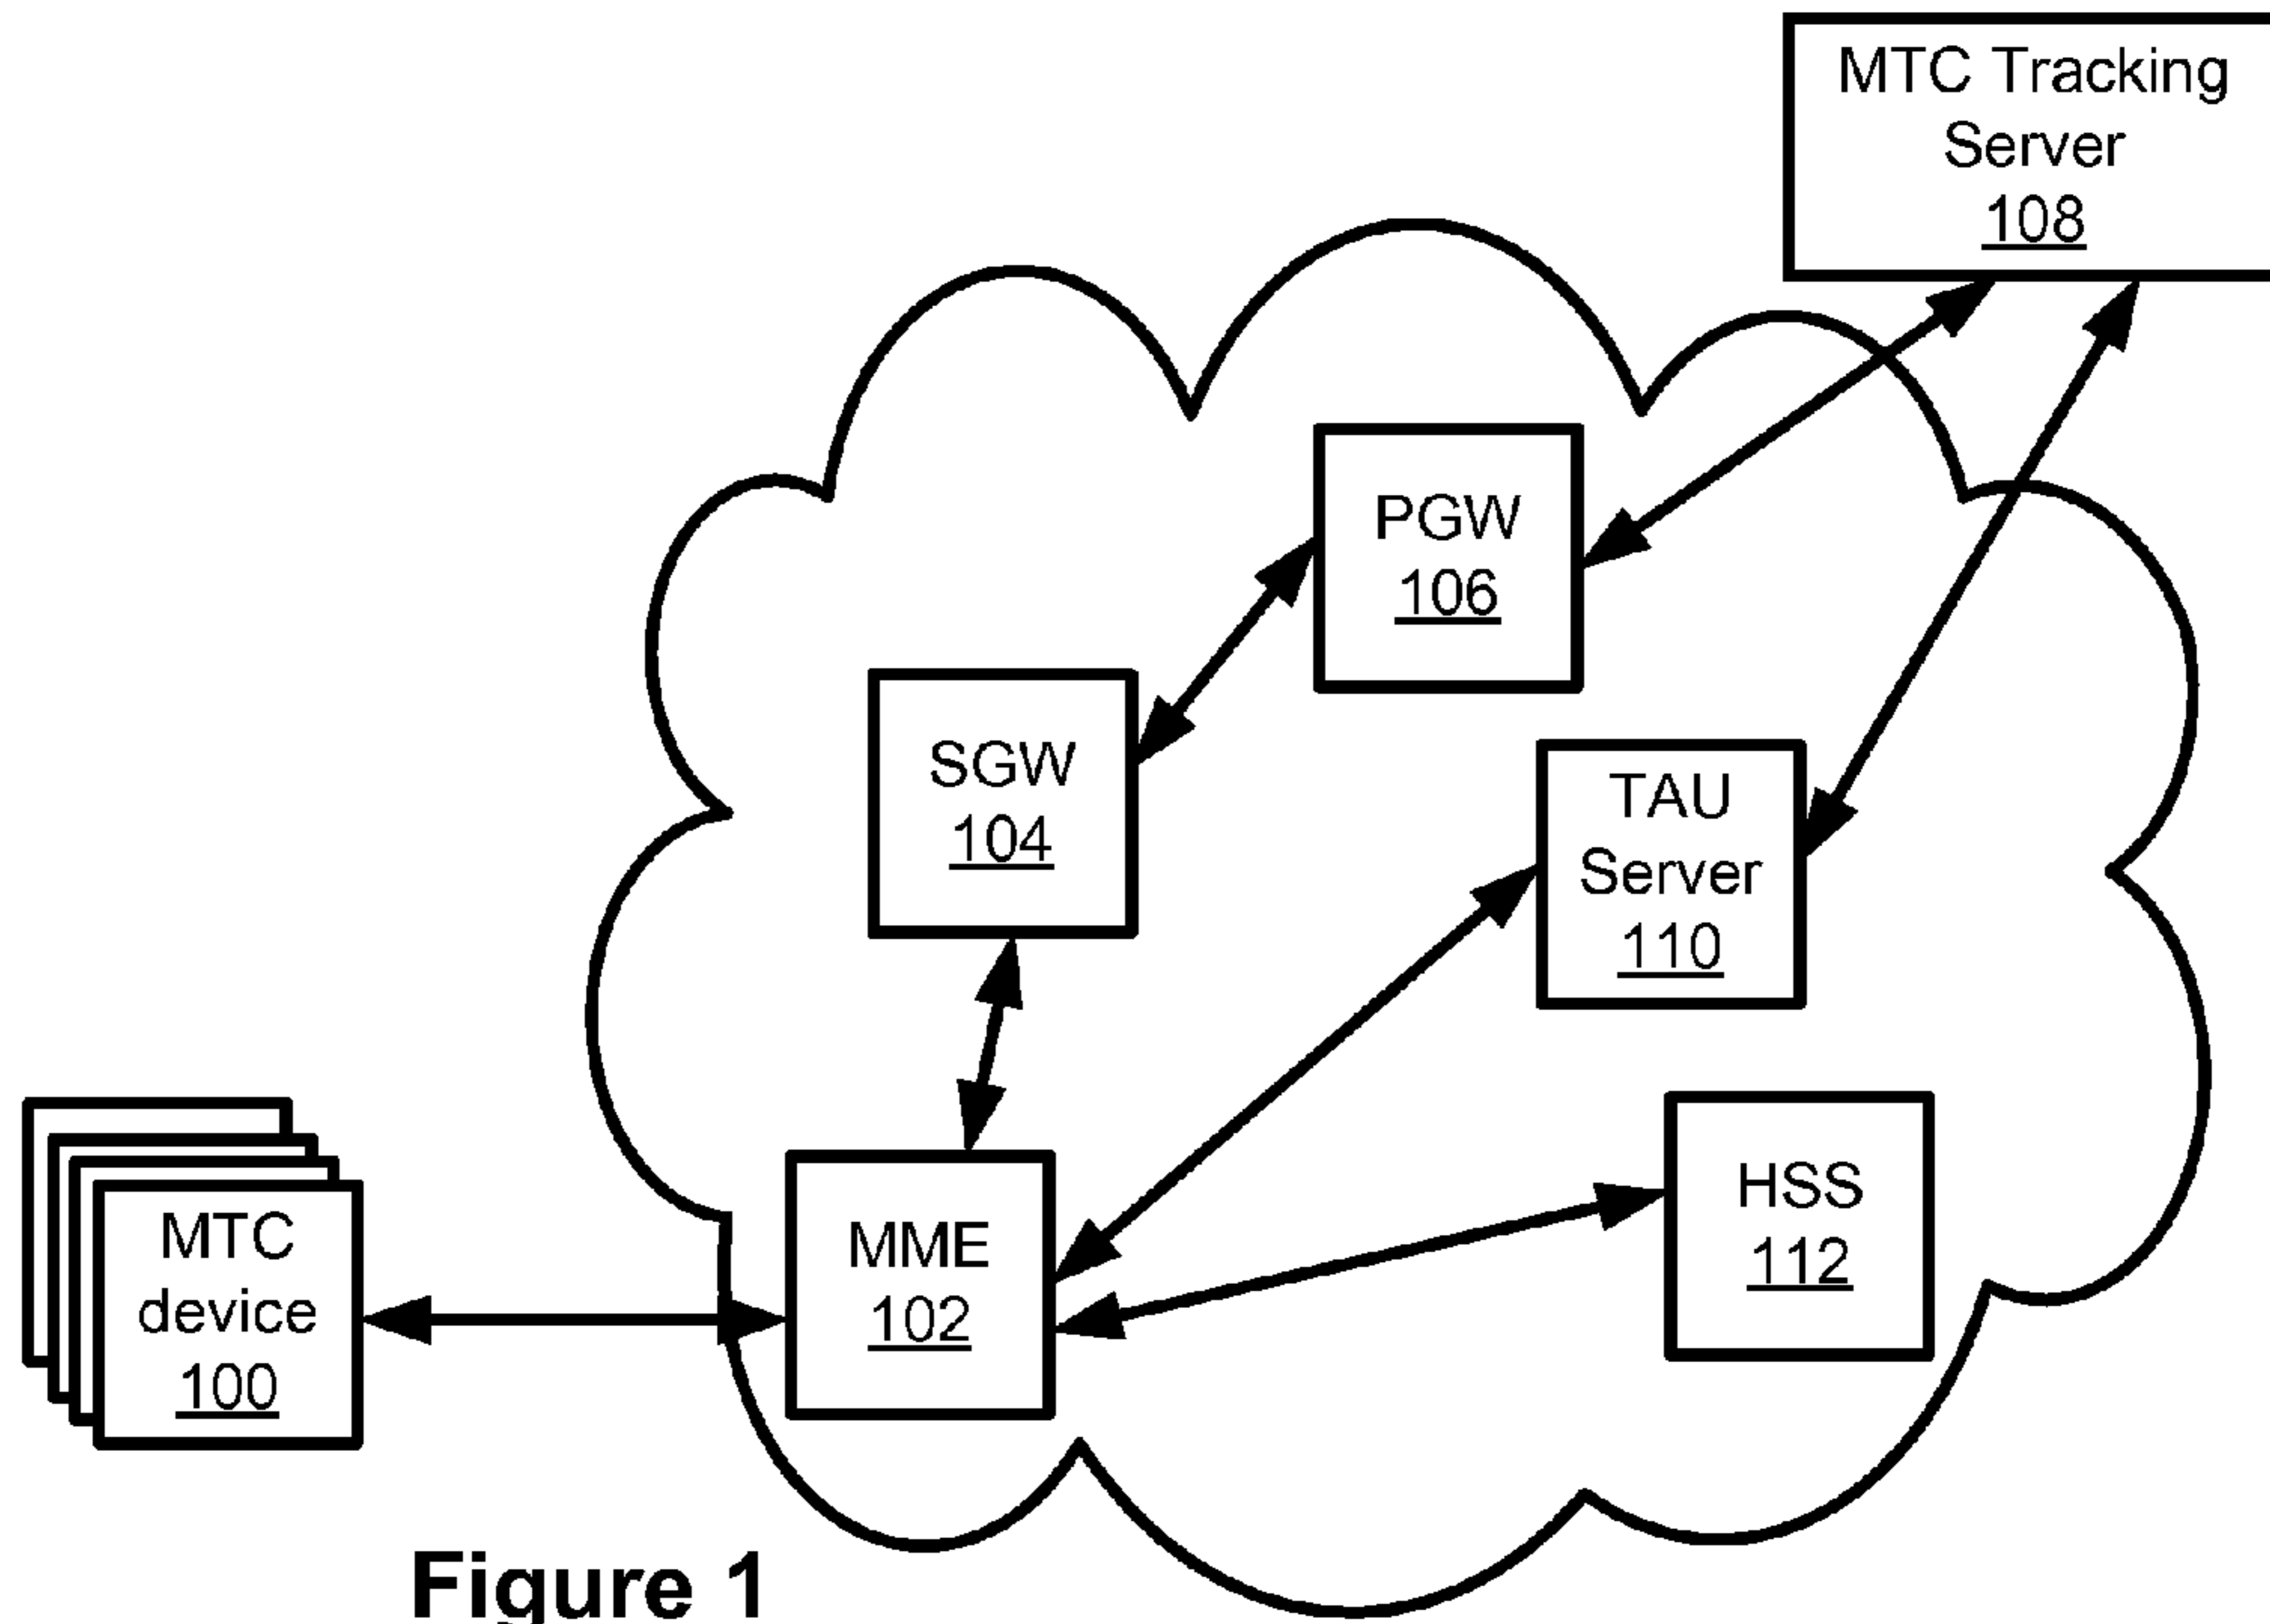 MTC Tracking
Server
108
PGW
106
SGW
104
TAU
Server
110
HSS
112
MME
102
MTC
device
100
Figure 1